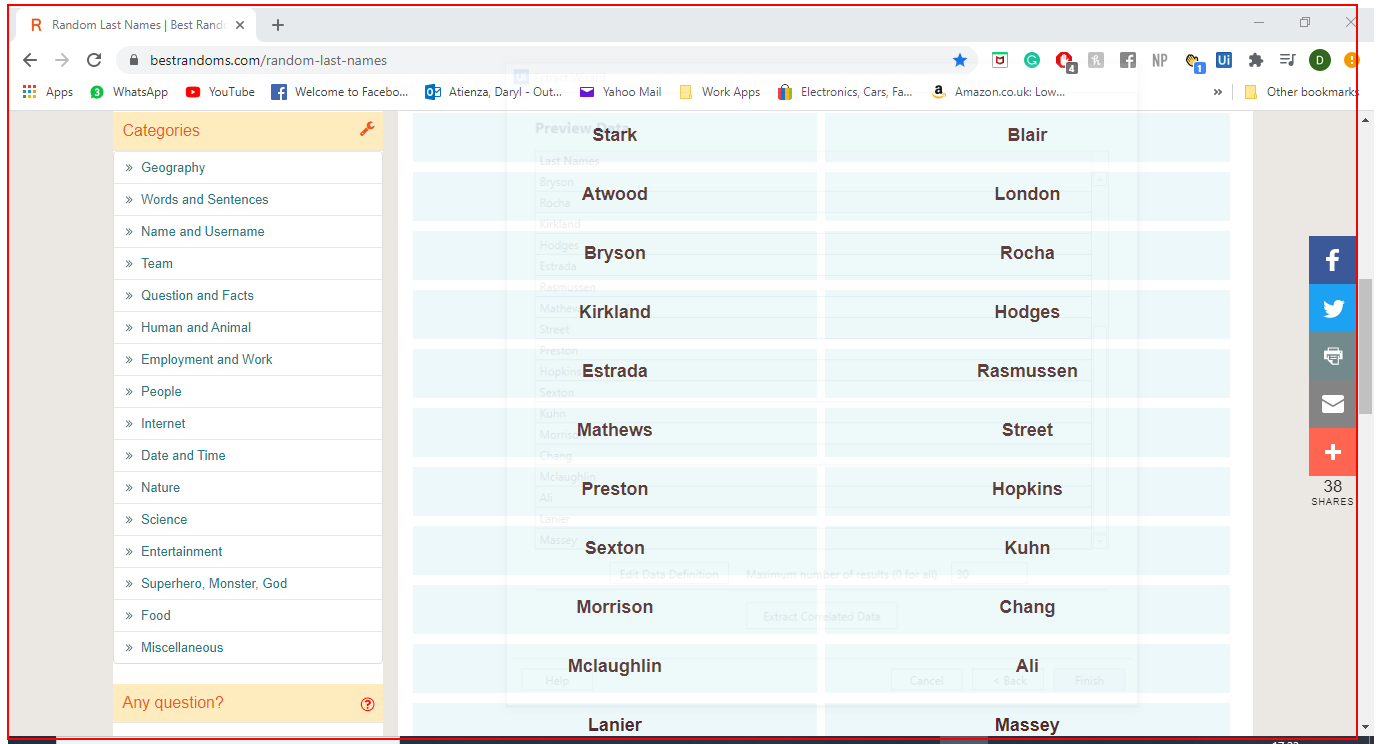 Random Last Names | Best Rando
bestrandoms.com/random-last-names
4
NP
1
Ui
D
Apps
3
WhatsApp
YouTube
Welcome to Facebo...
Atienza, Daryl - Out...
Yahoo Mail
Work Apps
Electronics, Cars, Fa...
Amazon.co.uk: Low...
»
Other bookmarks
Categories
» Geography
» Words and Sentences
» Name and Username
» Team
» Question and Facts
» Human and Animal
» Employment and Work
» People
» Internet
» Date and Time
» Nature
» Science
» Entertainment
» Superhero, Monster, God
» Food
» Miscellaneous
Any question?
Stark Blair
Atwood London
Bryson Rocha
Kirkland Hodges
Estrada Rasmussen
Mathews Street
Preston Hopkins
Sexton Kuhn
Morrison Chang
Mclaughlin Ali
Lanier Massey
Preview Data
Last Names
Bryson
Rocha
Kirkland
Hodges
Estrada
Rasmussen
Mathews
Street
Preston
Hopkins
Sexton
Kuhn
Morrison
Chang
Mclaughlin
Ali
Lanier
Massey
Edit Data Definition
Maximum number of results (0 for all) 30
Extract Correlated Data
Help
Cancel
< Back
Finish
38
SHARES